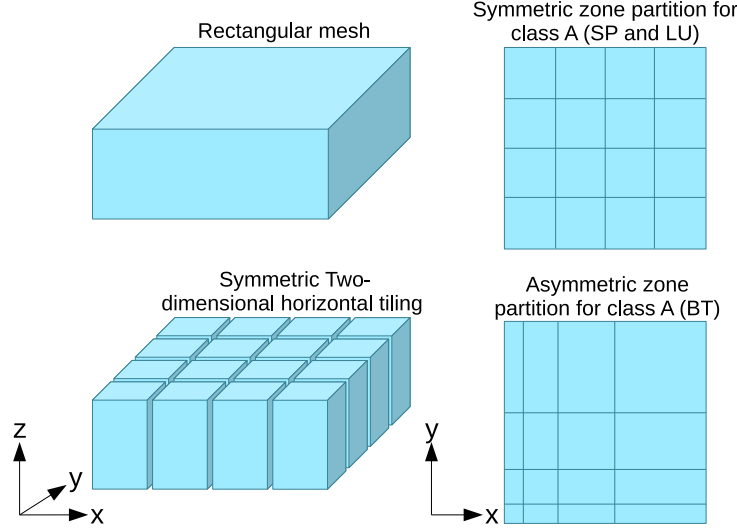 Rectangular mesh
Symmetric zone partition for
class A (SP and LU)
Symmetric Two-
dimensional horizontal tiling
Asymmetric zone
partition for class A (BT)
z
y
x
y
x